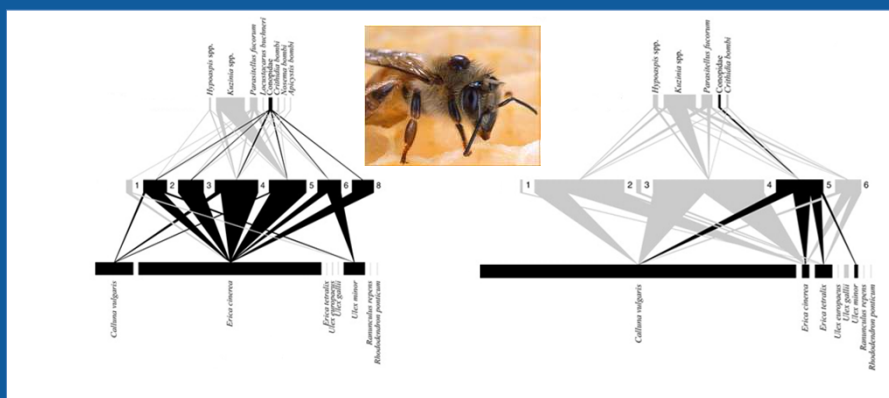 Hypoaspis spp.
Kuzinia spp.
Parasitellus fucorum
Locustacarus buchneri
Conopidae
Crithidia bombi
Nosema bombi
Apicystis bombi
1 2 3 4 5 6 8
Calluna vulgaris
Erica cinerea
Erica tetralix
Ulex europaeus
Ulex gallii
Ulex minor
Ranunculus repens
Rhododendron ponticum
Hypoaspis spp.
Kuzinia spp.
Parasitellus fucorum
Conopidae
Crithidia bombi
1 2 3 4 5 6
Calluna vulgaris
Erica cinerea
Erica tetralix
Ulex europaeus
Ulex gallii
Ulex minor
Ranunculus repens
Rhododendron ponticum